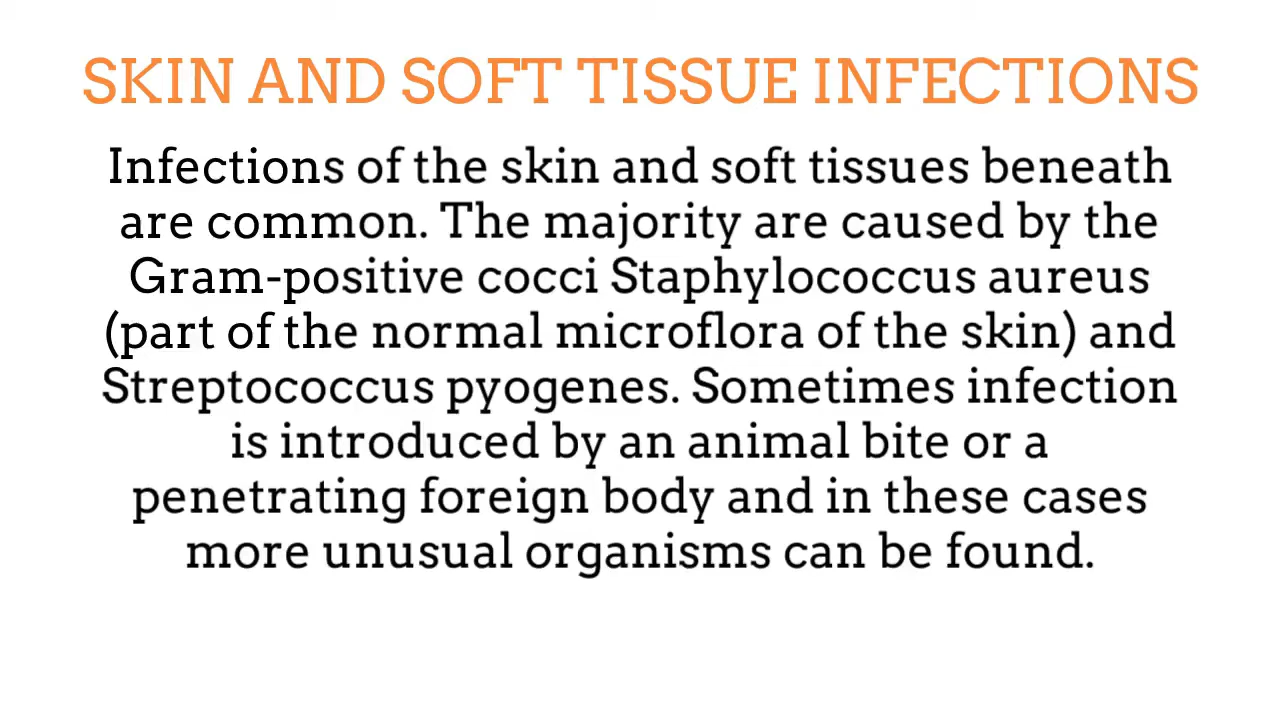 SKIN AND SOFT TISSUE INFECTIONS
Infections of the skin and soft tissues beneath
are common. The majority are caused by the
Gram-positive cocci Staphylococcus aureus
(part of the normal microflora of the skin) and
Streptococcus pyogenes. Sometimes infection
is introduced by an animal bite or a
penetrating foreign body and in these cases
more unusual organisms can be found.